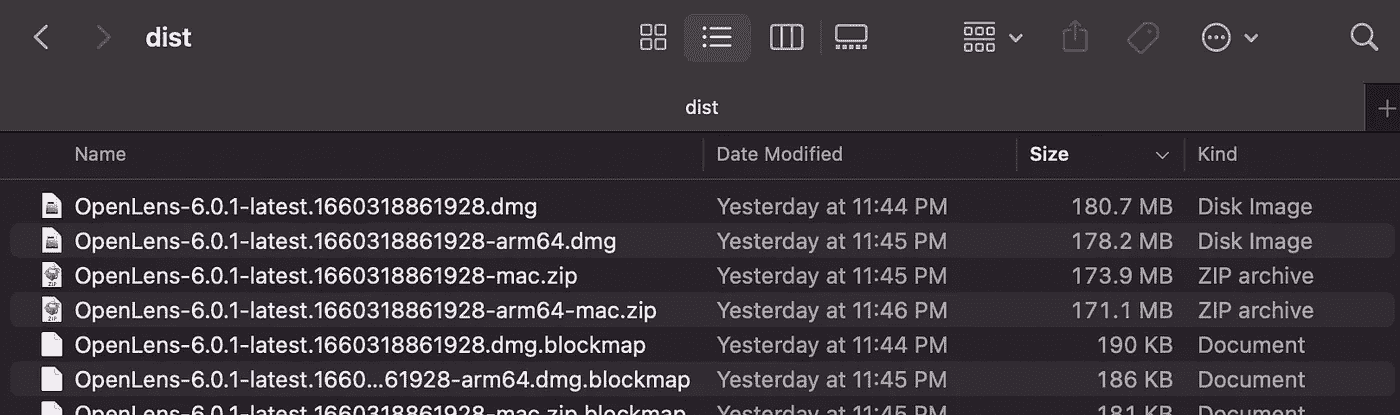 dist
dist
Name Date Modified Size Kind
OpenLens-6.0.1-latest.1660318861928.dmg Yesterday at 11:44 PM 180.7 MB Disk Image
OpenLens-6.0.1-latest.1660318861928-arm64.dmg Yesterday at 11:45 PM 178.2 MB Disk Image
OpenLens-6.0.1-latest.1660318861928-mac.zip Yesterday at 11:45 PM 173.9 MB ZIP archive
OpenLens-6.0.1-latest.1660318861928-arm64-mac.zip Yesterday at 11:46 PM 171.1 MB ZIP archive
OpenLens-6.0.1-latest.1660318861928.dmg.blockmap Yesterday at 11:44 PM 190 KB Document
OpenLens-6.0.1-latest.1660...61928-arm64.dmg.blockmap Yesterday at 11:45 PM 186 KB Document
OpenLens-6.0.1-latest.1660318861928-mac.zip.blockmap Yesterday at 11:45 PM 181 KB Document